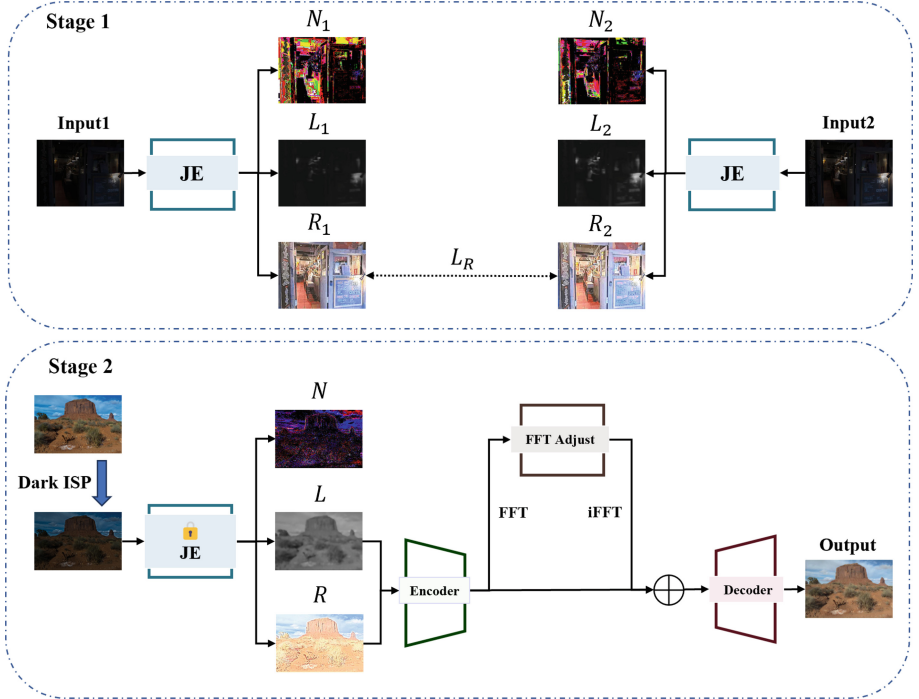 Stage 1
N1
N2
Input1
L1
L2
Input2
JE
JE
R1
R2
LR
Stage 2
N
FFT Adjust
Dark ISP
L
FFT
iFFT
JE
Output
R
Encoder
Decoder